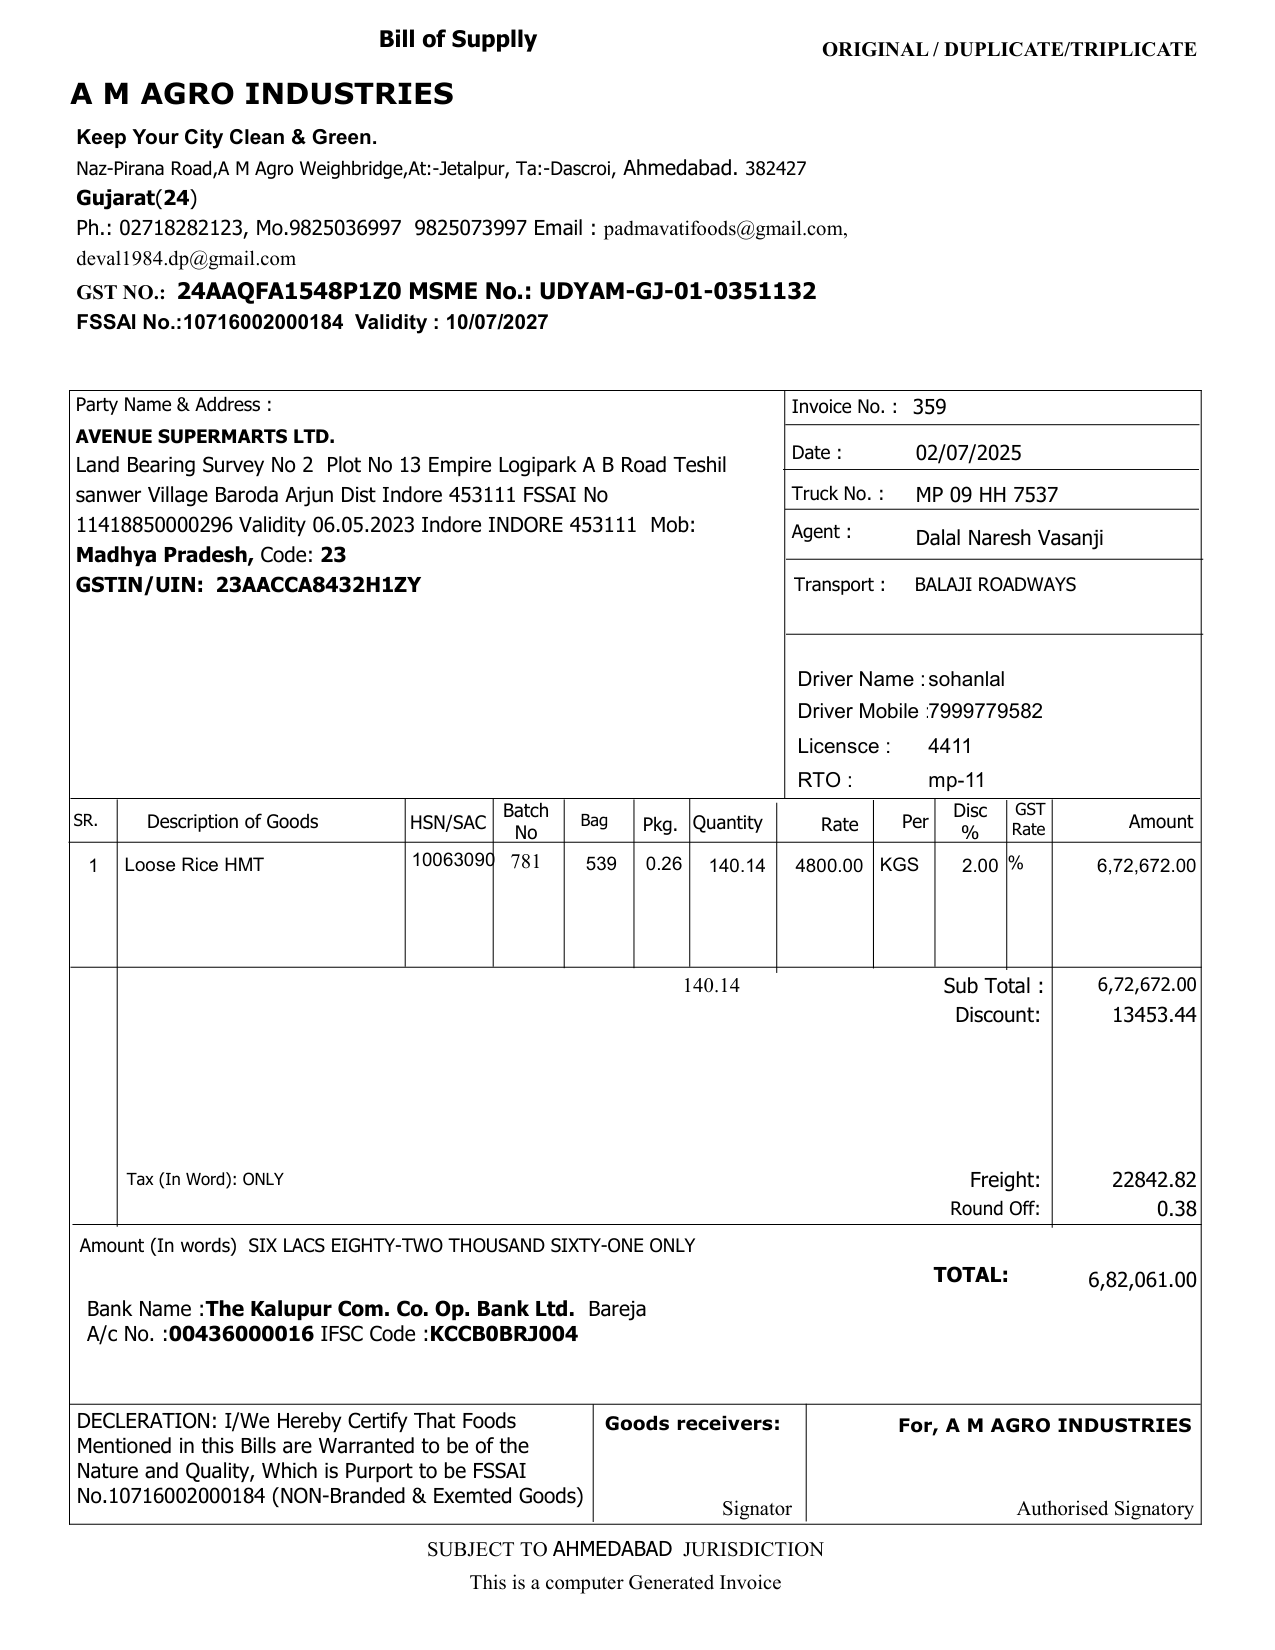 Bill of Supplly
ORIGINAL / DUPLICATE/TRIPLICATE
A M AGRO INDUSTRIES
Keep Your City Clean & Green.
Naz-Pirana Road,A M Agro Weighbridge,At:-Jetalpur, Ta:-Dascroi, Ahmedabad. 382427
Gujarat(24)
Ph.: 02718282123, Mo.9825036997 9825073997 Email : padmavatifoods@gmail.com,
deval1984.dp@gmail.com
GST NO.: 24AAQFA1548P1Z0 MSME No.: UDYAM-GJ-01-0351132
FSSAI No.:10716002000184 Validity : 10/07/2027
Party Name & Address :
AVENUE SUPERMARTS LTD.
Land Bearing Survey No 2 Plot No 13 Empire Logipark A B Road Teshil
sanwer Village Baroda Arjun Dist Indore 453111 FSSAI No
11418850000296 Validity 06.05.2023 Indore INDORE 453111 Mob:
Madhya Pradesh, Code: 23
GSTIN/UIN: 23AACCA8432H1ZY
Invoice No. : 359
Date : 02/07/2025
Truck No. : MP 09 HH 7537
Agent : Dalal Naresh Vasanji
Transport : BALAJI ROADWAYS
Driver Name : sohanlal
Driver Mobile :7999779582
Licensce : 4411
RTO : mp-11
SR. Description of Goods HSN/SAC Batch No Bag Pkg. Quantity Rate Per Disc % GST Rate Amount
1 Loose Rice HMT 10063090 781 539 0.26 140.14 4800.00 KGS 2.00 % 6,72,672.00
140.14 Sub Total : 6,72,672.00
Discount: 13453.44
Tax (In Word): ONLY Freight: 22842.82
Round Off: 0.38
Amount (In words) SIX LACS EIGHTY-TWO THOUSAND SIXTY-ONE ONLY
TOTAL: 6,82,061.00
Bank Name :The Kalupur Com. Co. Op. Bank Ltd. Bareja
A/c No. :00436000016 IFSC Code :KCCB0BRJ004
DECLERATION: I/We Hereby Certify That Foods
Mentioned in this Bills are Warranted to be of the
Nature and Quality, Which is Purport to be FSSAI
No.10716002000184 (NON-Branded & Exemted Goods)
Goods receivers:
Signator
For, A M AGRO INDUSTRIES
Authorised Signatory
SUBJECT TO AHMEDABAD JURISDICTION
This is a computer Generated Invoice